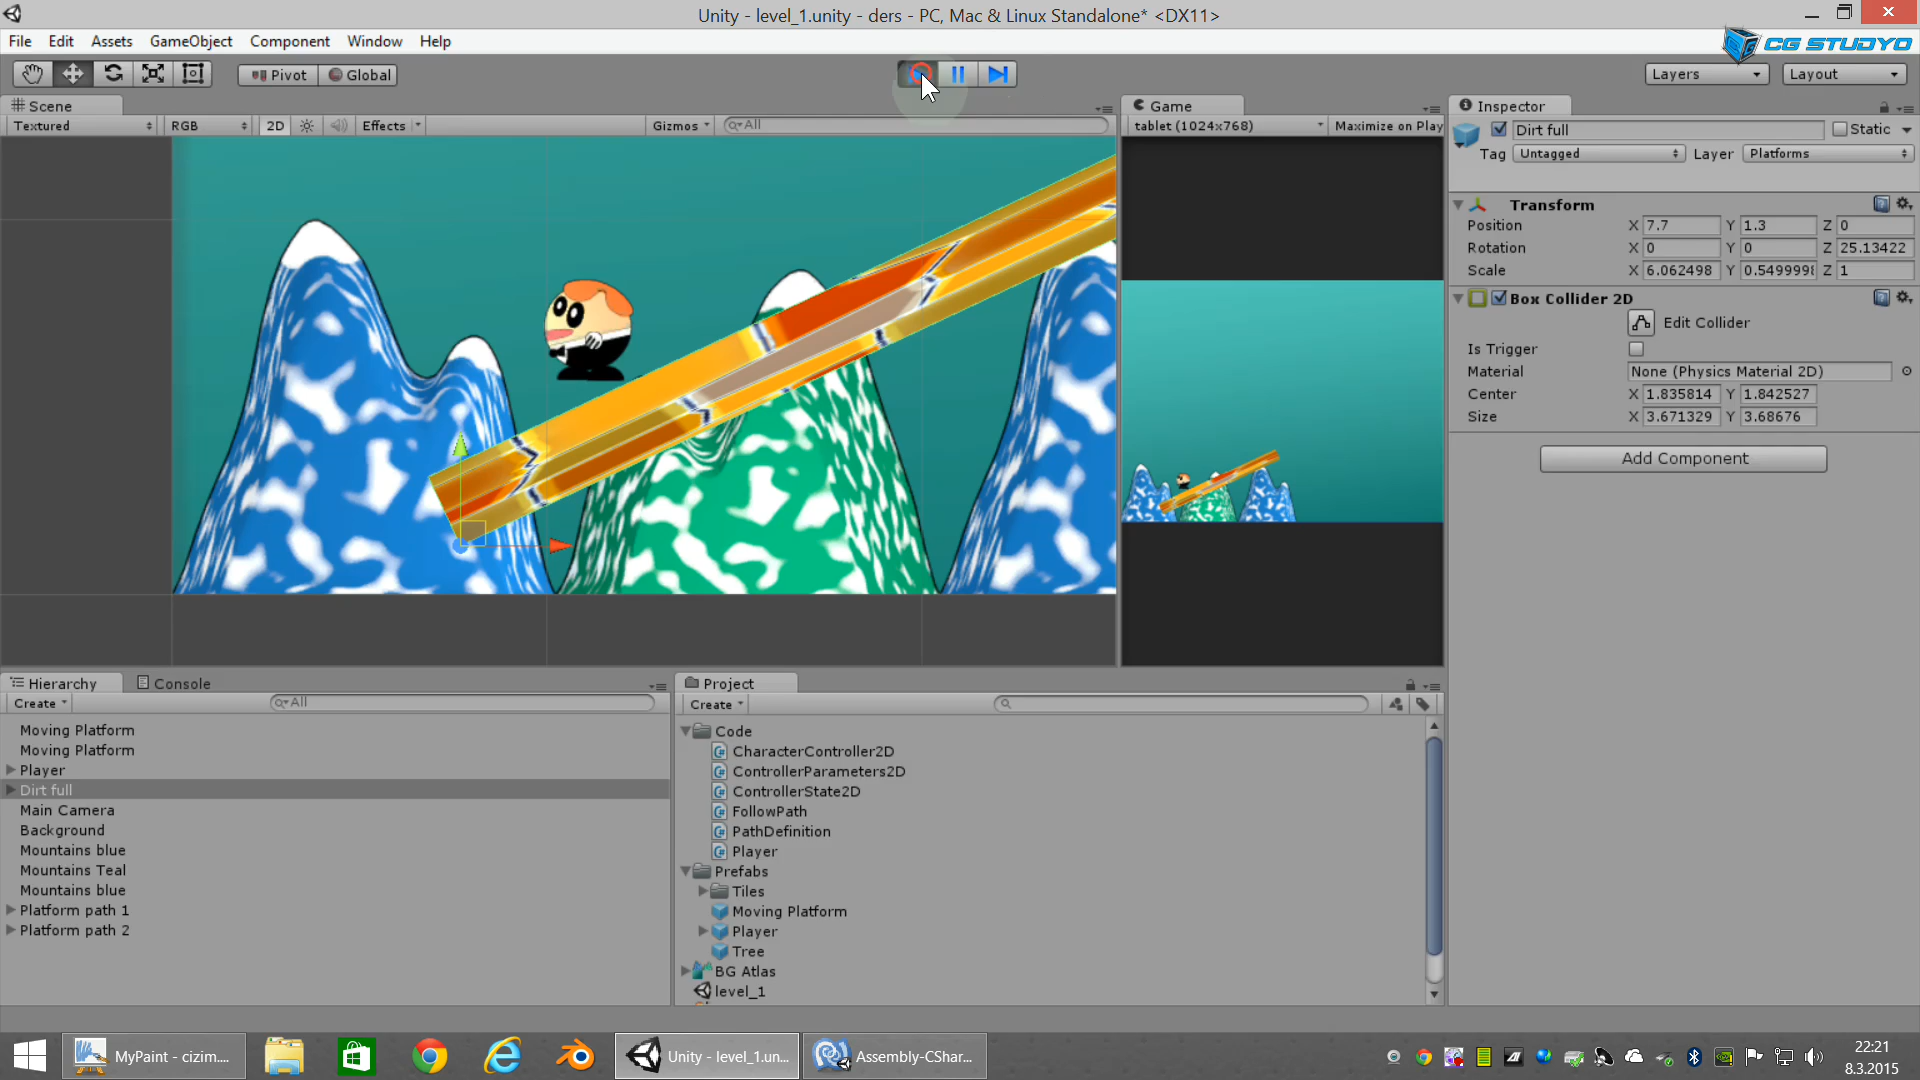 Unity - level_1.unity - ders - PC, Mac & Linux Standalone* <DX11>
File Edit Assets GameObject Component Window Help
CG STUDYO
Pivot Global
Layers Layout
Scene
Textured RGB 2D Effects Gizmos All
Game
tablet (1024x768) Maximize on Play
Inspector
Dirt full Static
Tag Untagged Layer Platforms
Transform
Position X 7.7 Y 1.3 Z 0
Rotation X 0 Y 0 Z 25.13422
Scale X 6.062498 Y 0.5499998 Z 1
Box Collider 2D
Edit Collider
Is Trigger
Material None (Physics Material 2D)
Center X 1.835814 Y 1.842527
Size X 3.671329 Y 3.68676
Add Component
Hierarchy Console
Create All
Moving Platform
Moving Platform
Player
Dirt full
Main Camera
Background
Mountains blue
Mountains Teal
Mountains blue
Platform path 1
Platform path 2
Project
Create
Code
CharacterController2D
ControllerParameters2D
ControllerState2D
FollowPath
PathDefinition
Player
Prefabs
Tiles
Moving Platform
Player
Tree
BG Atlas
level_1
MyPaint - cizim....
Unity - level_1.un...
Assembly-CShar...
22:21
8.3.2015